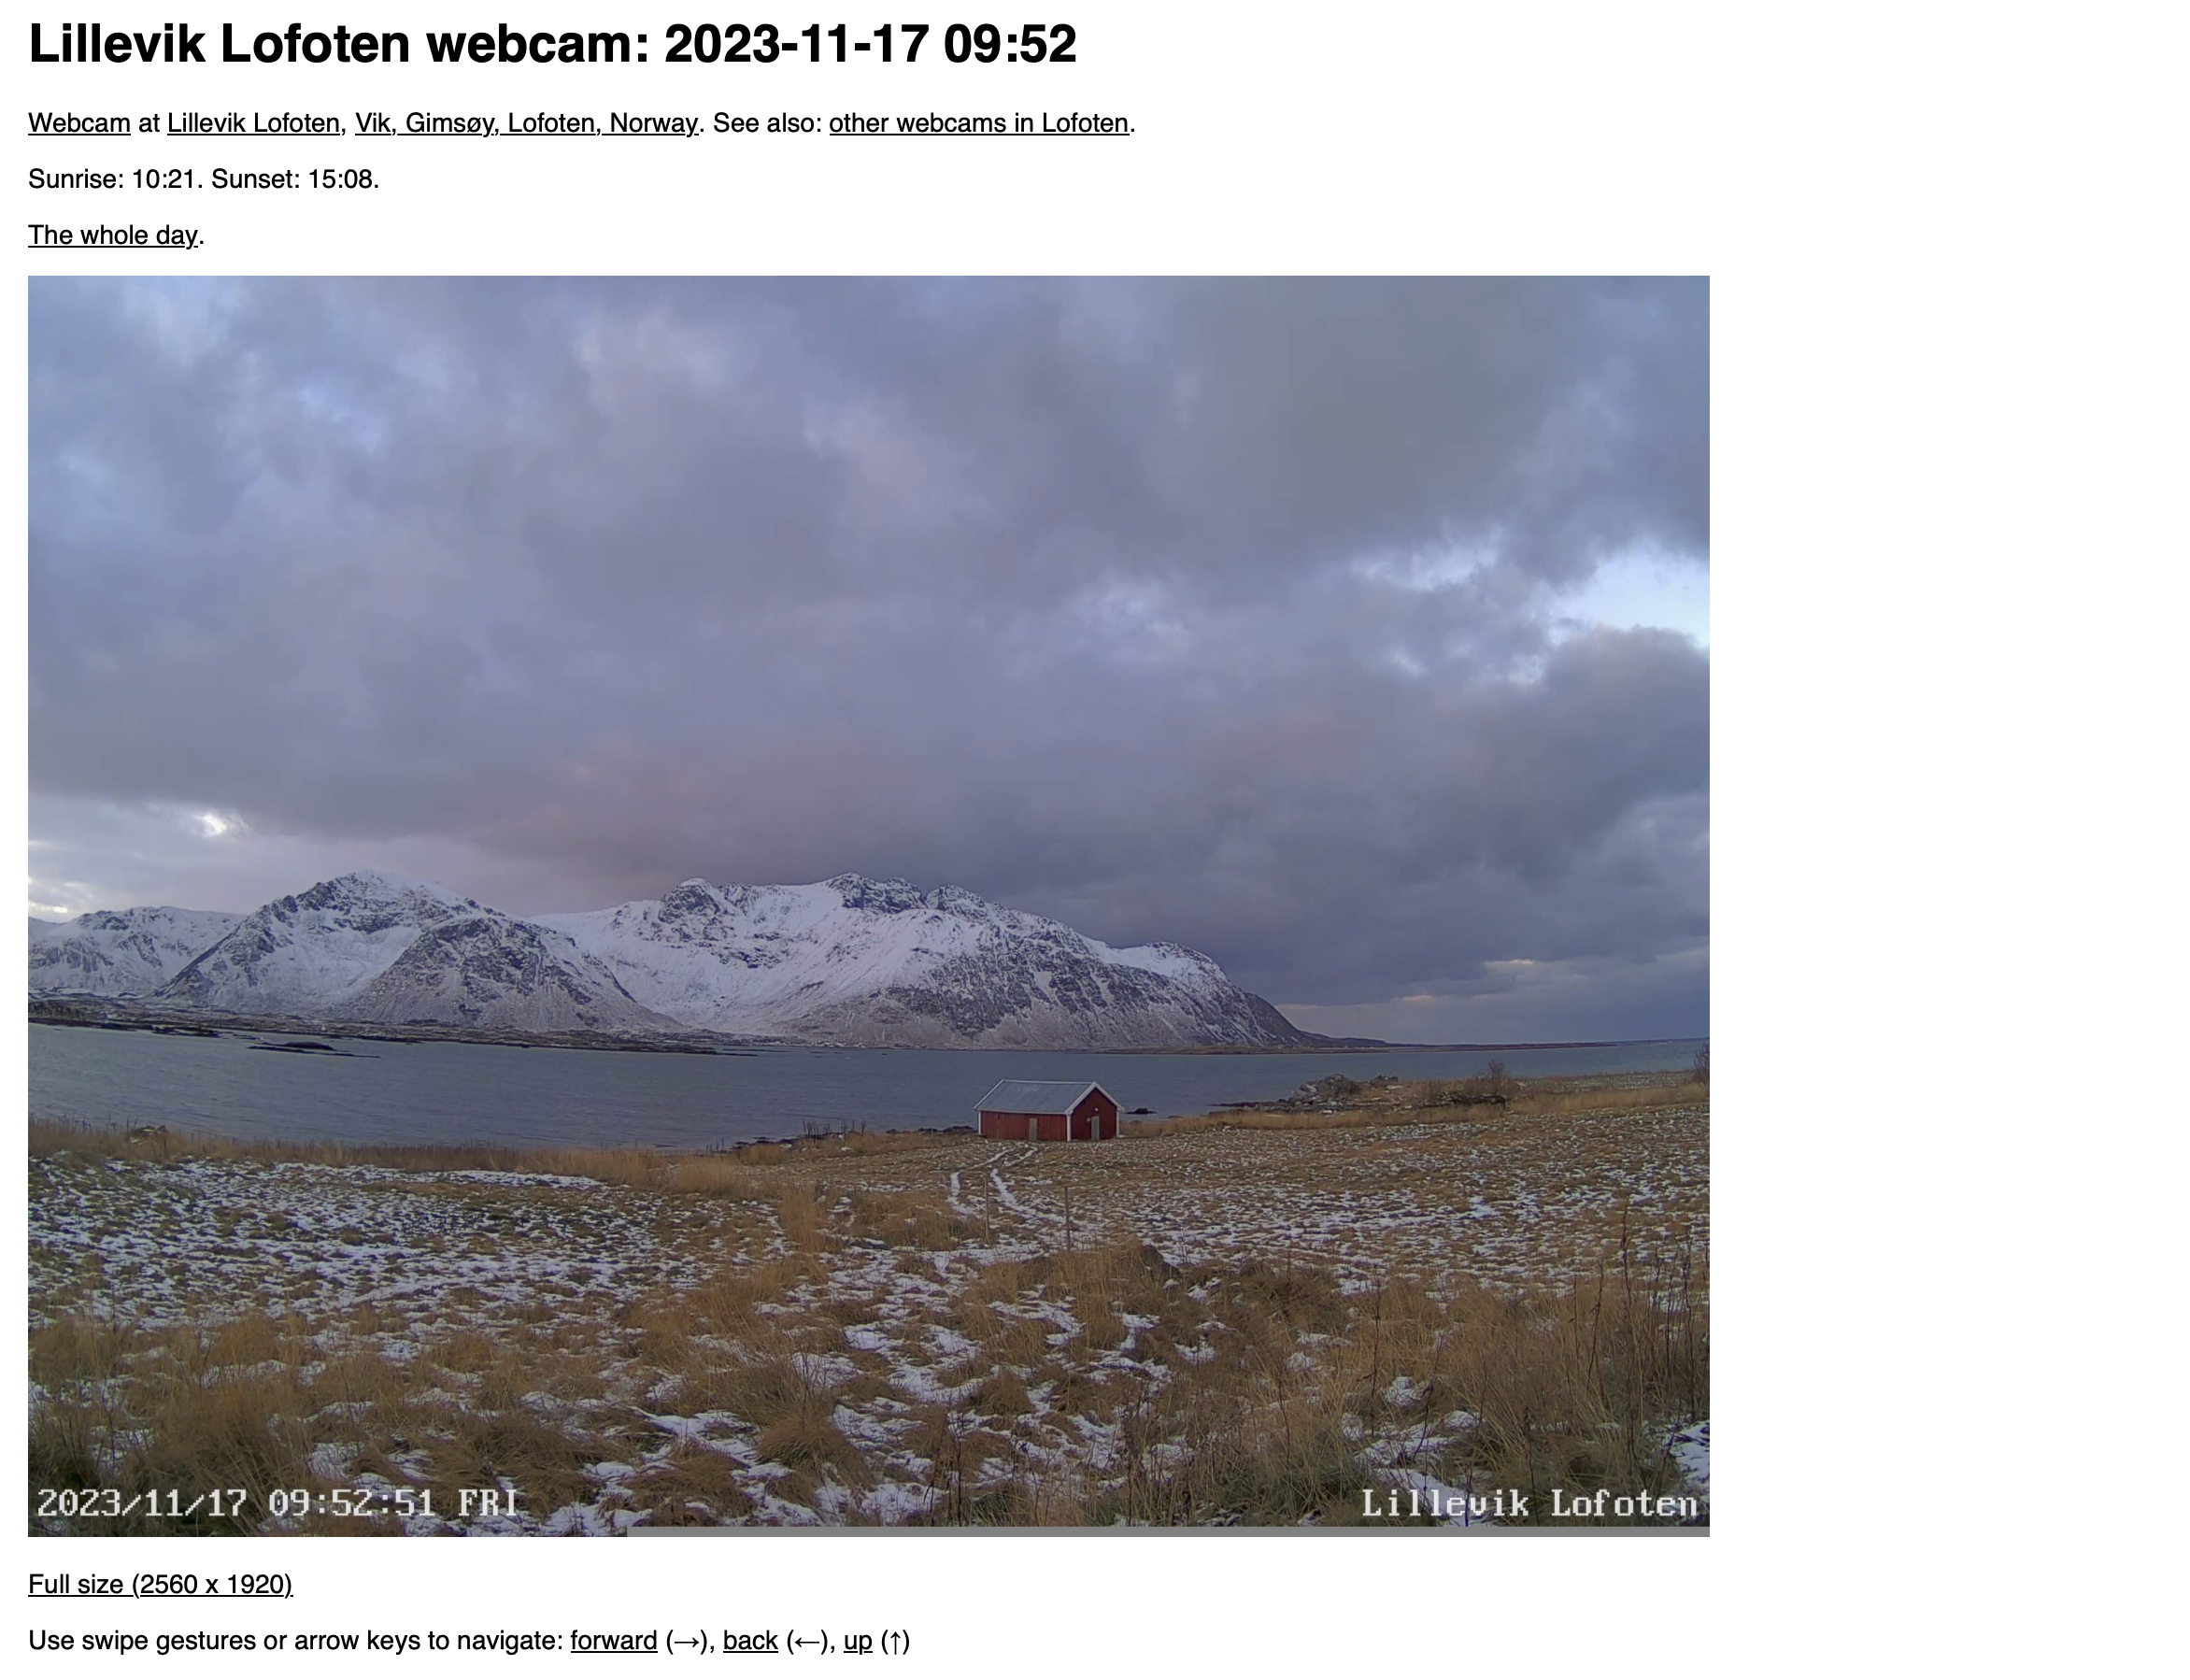 Lillevik Lofoten webcam: 2023-11-17 09:52
Webcam at Lillevik Lofoten, Vik, Gimsøy, Lofoten, Norway. See also: other webcams in Lofoten.
Sunrise: 10:21. Sunset: 15:08.
The whole day.
2023/11/17 09:52:51 FRI
Lillevik Lofoten
Full size (2560 x 1920)
Use swipe gestures or arrow keys to navigate: forward (→), back (←), up (↑)